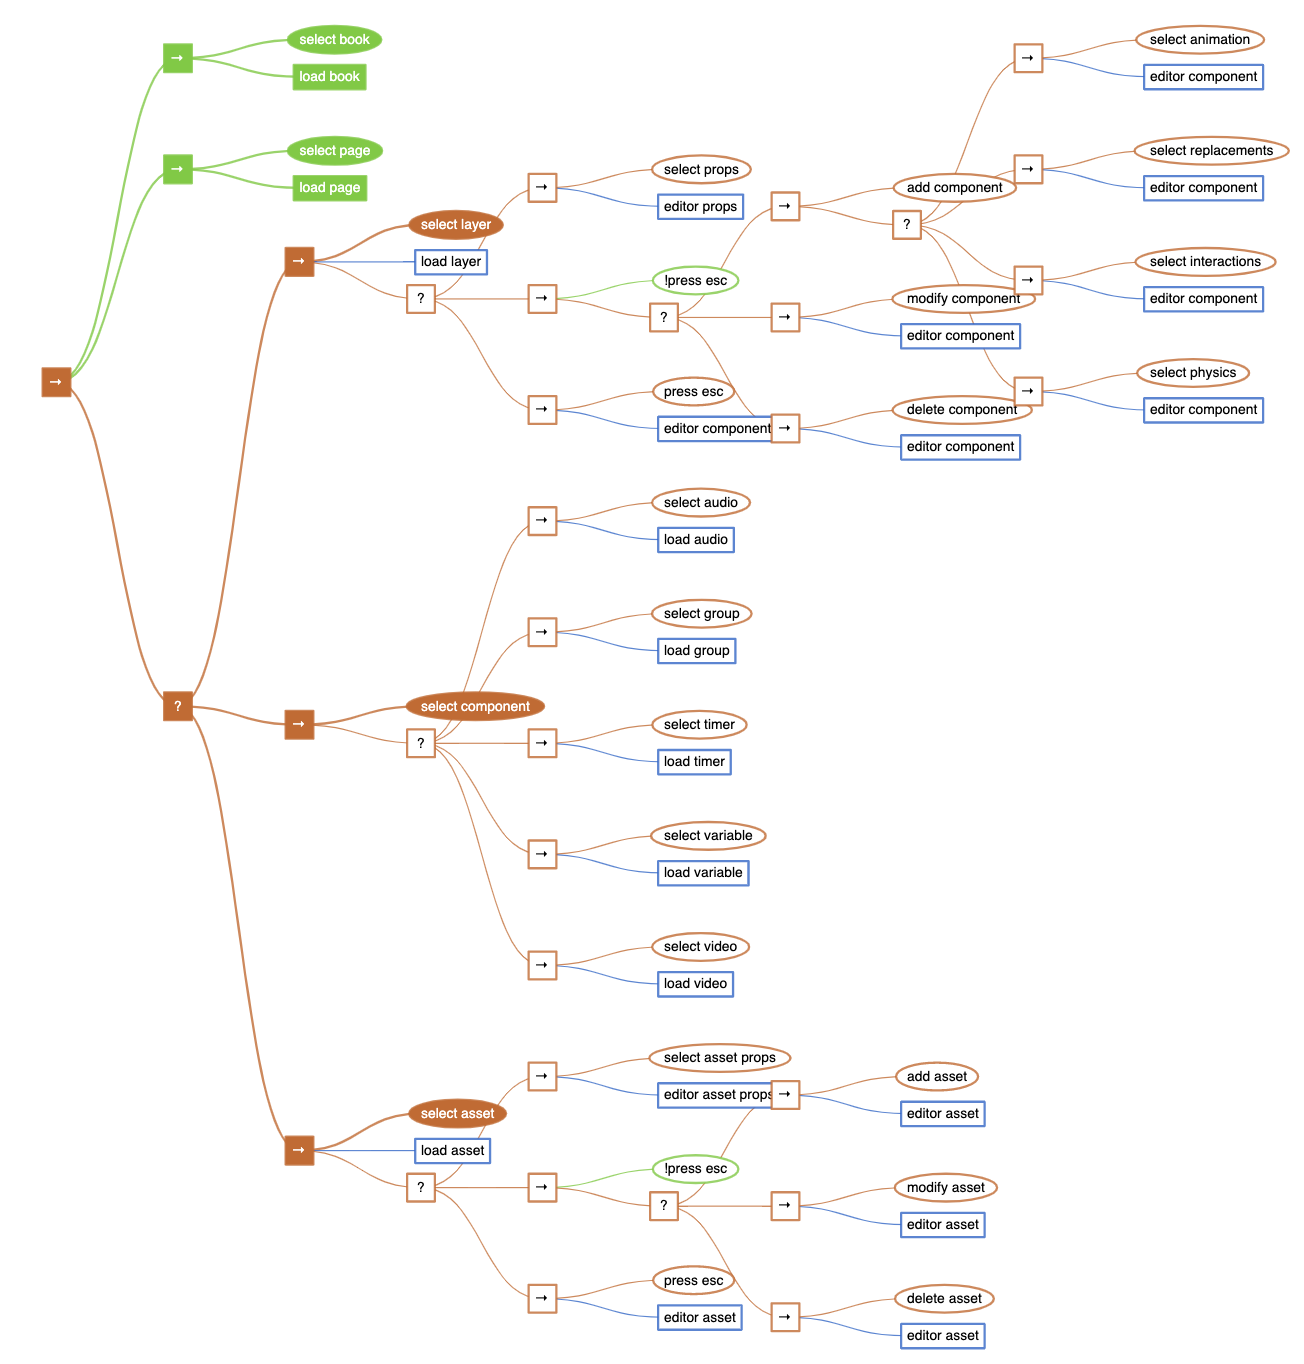 →
→
select book
load book
→
select page
load page
?
→
select layer
load layer
?
→
select props
editor props
→
!press esc
?
→
add component
?
→
select animation
editor component
→
select replacements
editor component
→
select interactions
editor component
→
select physics
editor component
→
modify component
editor component
→
delete component
editor component
→
press esc
editor component
→
select component
?
→
select audio
load audio
→
select group
load group
→
select timer
load timer
→
select variable
load variable
→
select video
load video
→
select asset
load asset
?
→
select asset props
editor asset props
→
!press esc
?
→
add asset
editor asset
→
modify asset
editor asset
→
delete asset
editor asset
→
press esc
editor asset